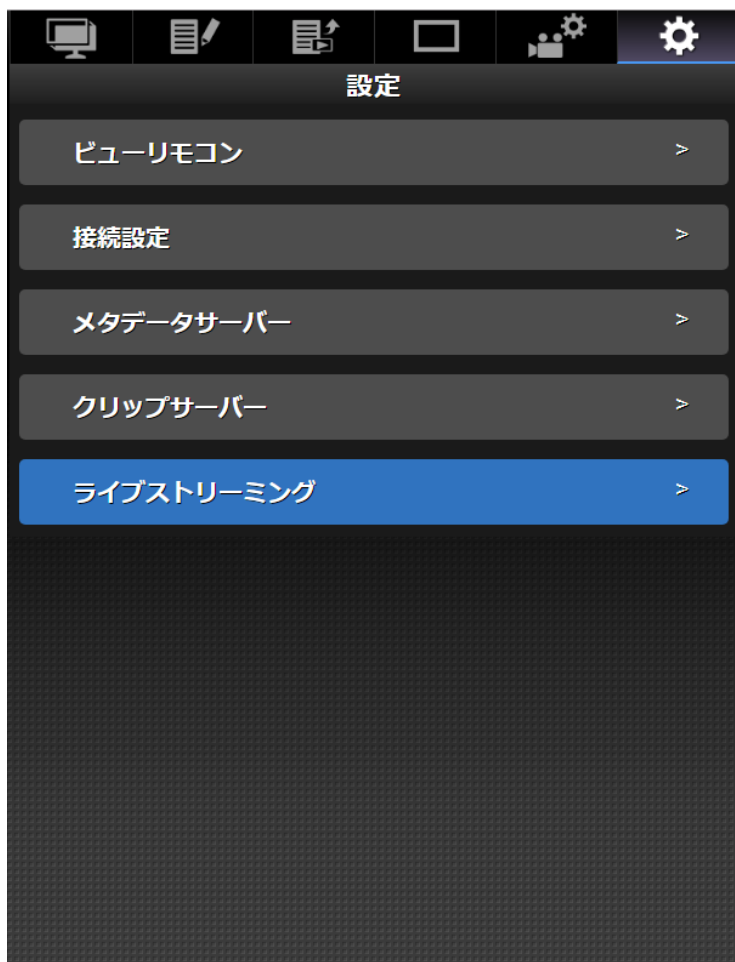 設定
ビューリモコン >
接続設定 >
メタデータサーバー >
クリップサーバー >
ライブストリーミング >